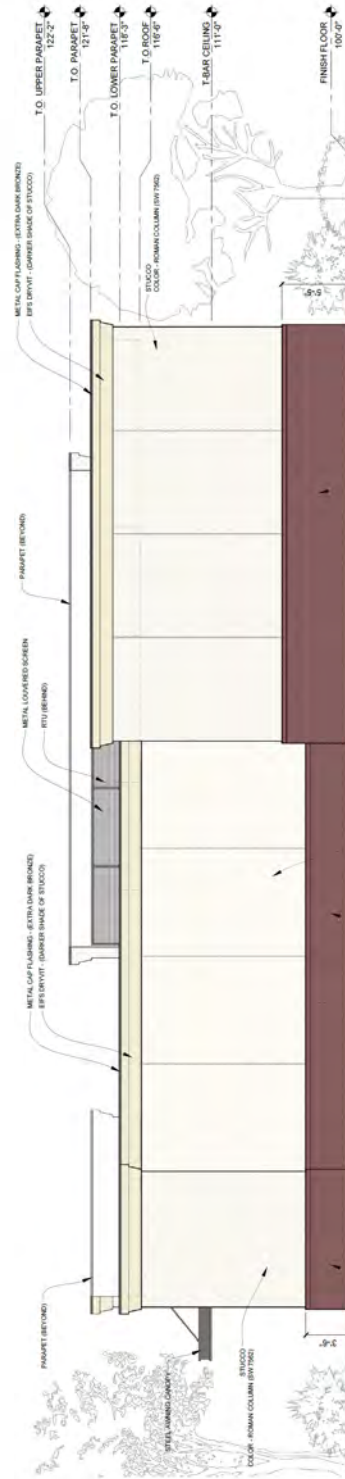 PARAPET (BEYOND)
METAL CAP FLASHING - (EXTRA DARK BRONZE)
EIFS DRYVIT - (DARKER SHADE OF STUCCO)
METAL LOUVERED SCREEN
RTU (BEHIND)
PARAPET (BEYOND)
METAL CAP FLASHING - (EXTRA DARK BRONZE)
EIFS DRYVIT - (DARKER SHADE OF STUCCO)
T.O. UPPER PARAPET
122'-2"
T.O. PARAPET
121'-8"
T.O. LOWER PARAPET
118'-3"
T.O ROOF
116'-6"
T-BAR CEILING
111'-0"
FINISH FLOOR
100'-0"
STUCCO
COLOR - ROMAN COLUMN (SW 7562)
STEEL AWNING CANOPY
STUCCO
COLOR - ROMAN COLUMN (SW 7562)